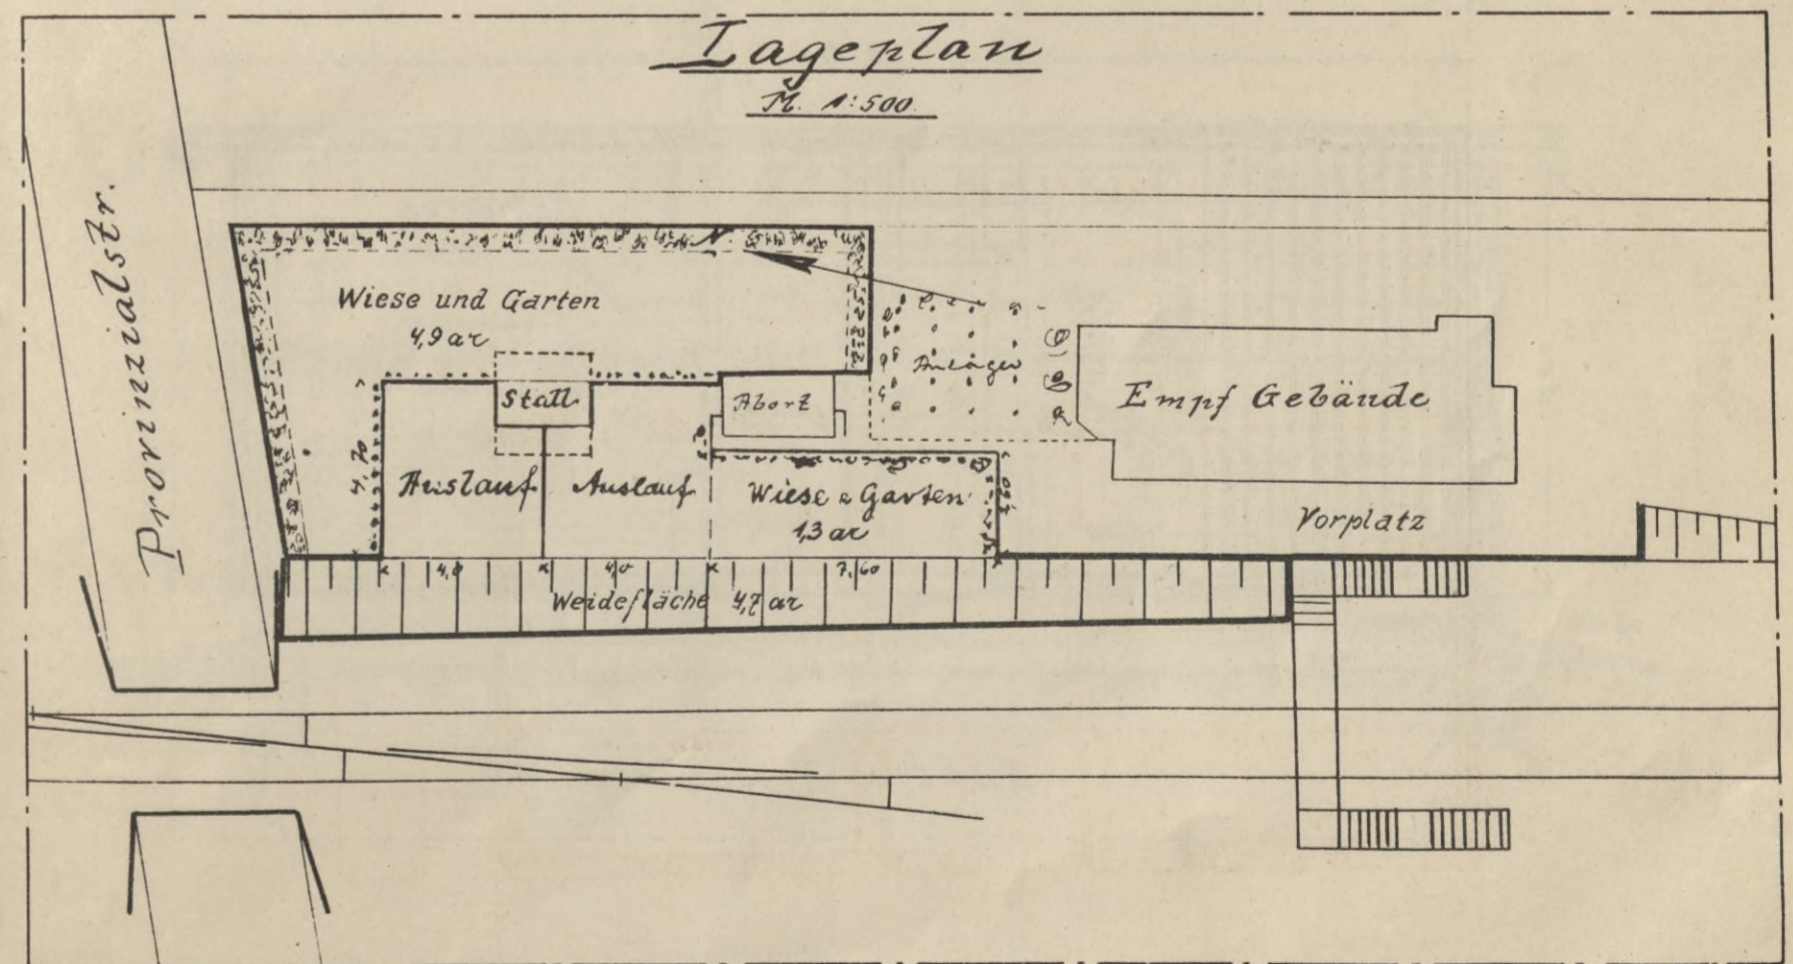 Lageplan
M. 1:500
Provinzialstr.
N
Wiese und Garten
4,9 ar
Anlagen
Empf Gebäude
Stall
Abort
4,70
Auslauf
Auslauf
Wiese u Garten
1,3 ar
Vorplatz
4,0
4,0
7,60
Weidefläche 4,7 ar